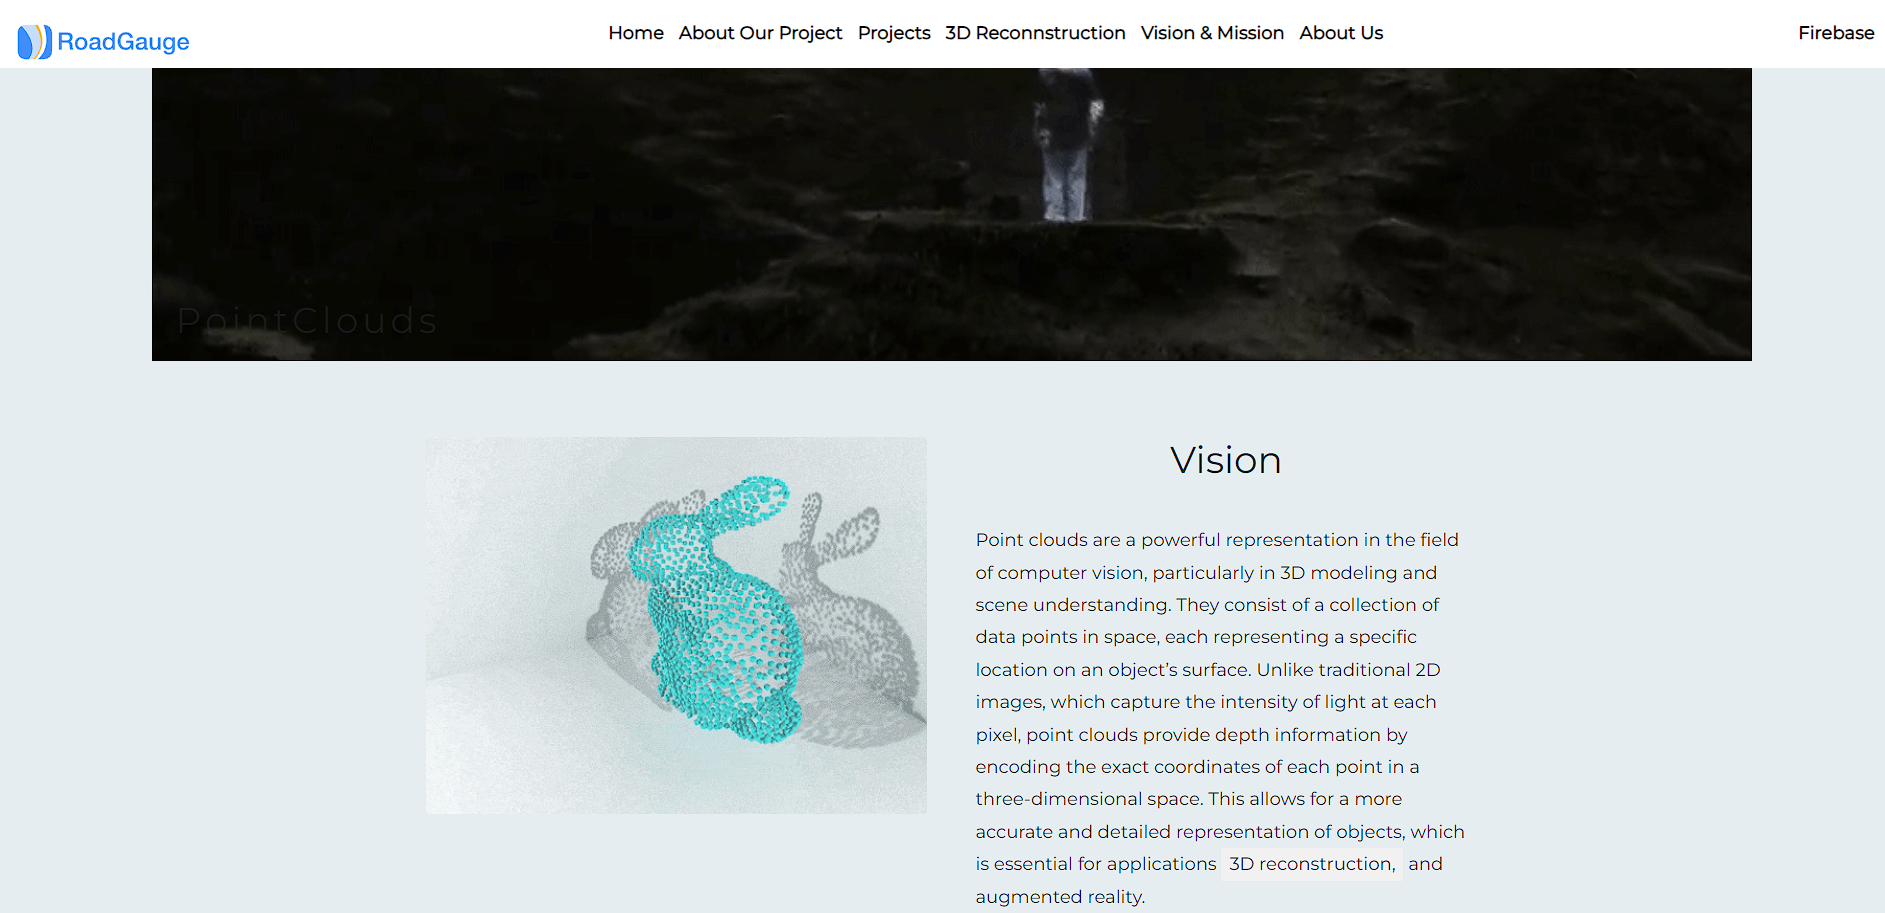 RoadGauge
Home About Our Project Projects 3D Reconnstruction Vision & Mission About Us
Firebase
PointClouds
Vision
Point clouds are a powerful representation in the field
of computer vision, particularly in 3D modeling and
scene understanding. They consist of a collection of
data points in space, each representing a specific
location on an object's surface. Unlike traditional 2D
images, which capture the intensity of light at each
pixel, point clouds provide depth information by
encoding the exact coordinates of each point in a
three-dimensional space. This allows for a more
accurate and detailed representation of objects, which
is essential for applications 3D reconstruction, and
augmented reality.